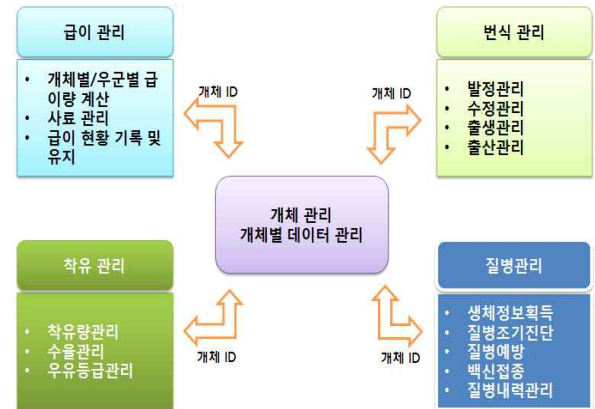 급이 관리
• 개체별/우군별 급
이량 계산
• 사료 관리
• 급이 현황 기록 및
유지
개체 ID
개체 ID
번식 관리
• 발정관리
• 수정관리
• 출생관리
• 출산관리
개체 관리
개체별 데이터 관리
착유 관리
• 착유량관리
• 수율관리
• 우유등급관리
개체 ID
개체 ID
질병관리
• 생체정보획득
• 질병조기진단
• 질병예방
• 백신접종
• 질병내력관리